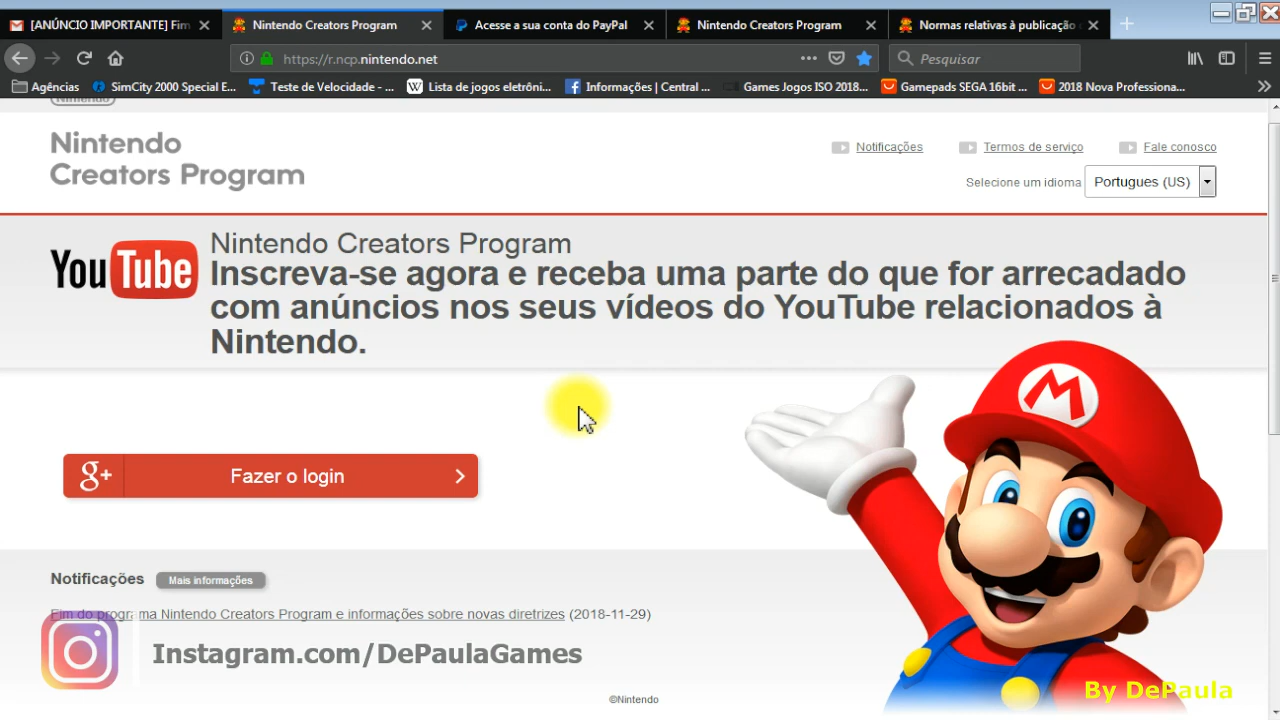 [ANÚNCIO IMPORTANTE] Fim
Nintendo Creators Program
Acesse a sua conta do PayPal
Nintendo Creators Program
Normas relativas à publicação
https://r.ncp.nintendo.net
Pesquisar
Agências
SimCity 2000 Special E...
Teste de Velocidade - ...
Lista de jogos eletrôni...
Informações | Central ...
Games Jogos ISO 2018...
Gamepads SEGA 16bit ...
2018 Nova Professiona...
Nintendo
Nintendo
Creators Program
Notificações
Termos de serviço
Fale conosco
Selecione um idioma
Portugues (US)
YouTube
Nintendo Creators Program
Inscreva-se agora e receba uma parte do que for arrecadado
com anúncios nos seus vídeos do YouTube relacionados à
Nintendo.
g+
Fazer o login
M
Notificações
Mais informações
Fim do programa Nintendo Creators Program e informações sobre novas diretrizes (2018-11-29)
Instagram.com/DePaulaGames
©Nintendo
By DePaula